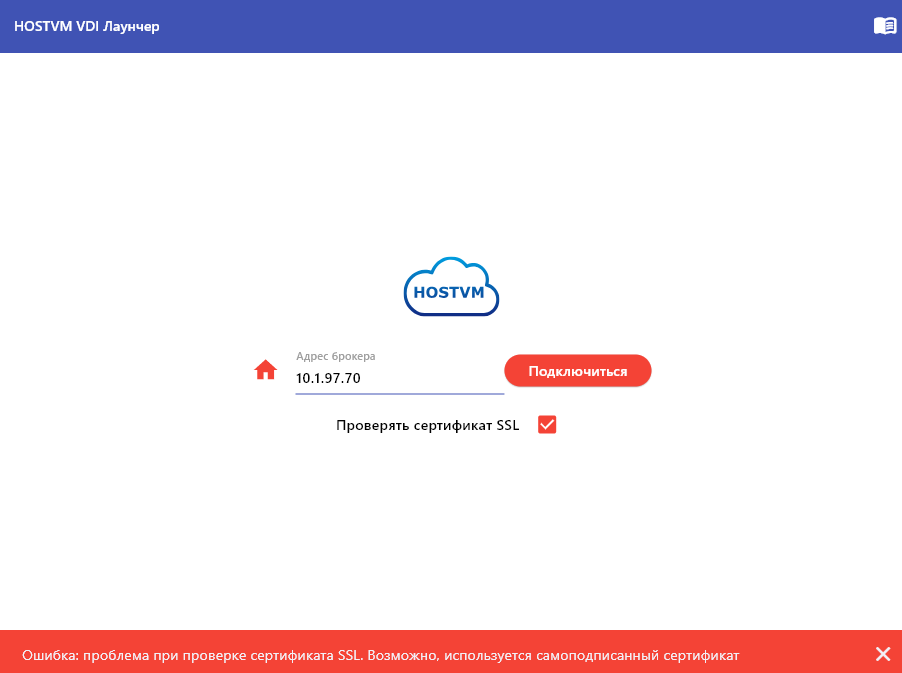 HOSTVM VDI Лаунчер
HOSTVM
Адрес брокера
10.1.97.70
Подключиться
Проверять сертификат SSL
Ошибка: проблема при проверке сертификата SSL. Возможно, используется самоподписанный сертификат